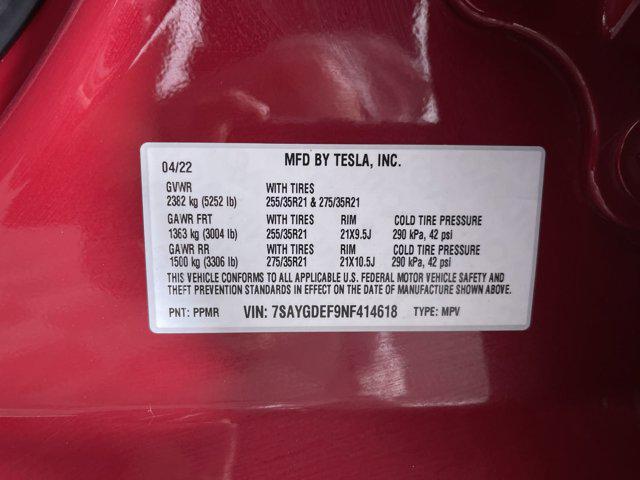 04/22 MFD BY TESLA, INC.
GVWR WITH TIRES
2382 kg (5252 lb) 255/35R21 & 275/35R21
GAWR FRT WITH TIRES RIM COLD TIRE PRESSURE
1363 kg (3004 lb) 255/35R21 21X9.5J 290 kPa, 42 psi
GAWR RR WITH TIRES RIM COLD TIRE PRESSURE
1500 kg (3306 lb) 275/35R21 21X10.5J 290 kPa, 42 psi
THIS VEHICLE CONFORMS TO ALL APPLICABLE U.S. FEDERAL MOTOR VEHICLE SAFETY AND
THEFT PREVENTION STANDARDS IN EFFECT ON THE DATE OF MANUFACTURE SHOWN ABOVE.
PNT: PPMR VIN: 7SAYGDEF9NF414618 TYPE: MPV